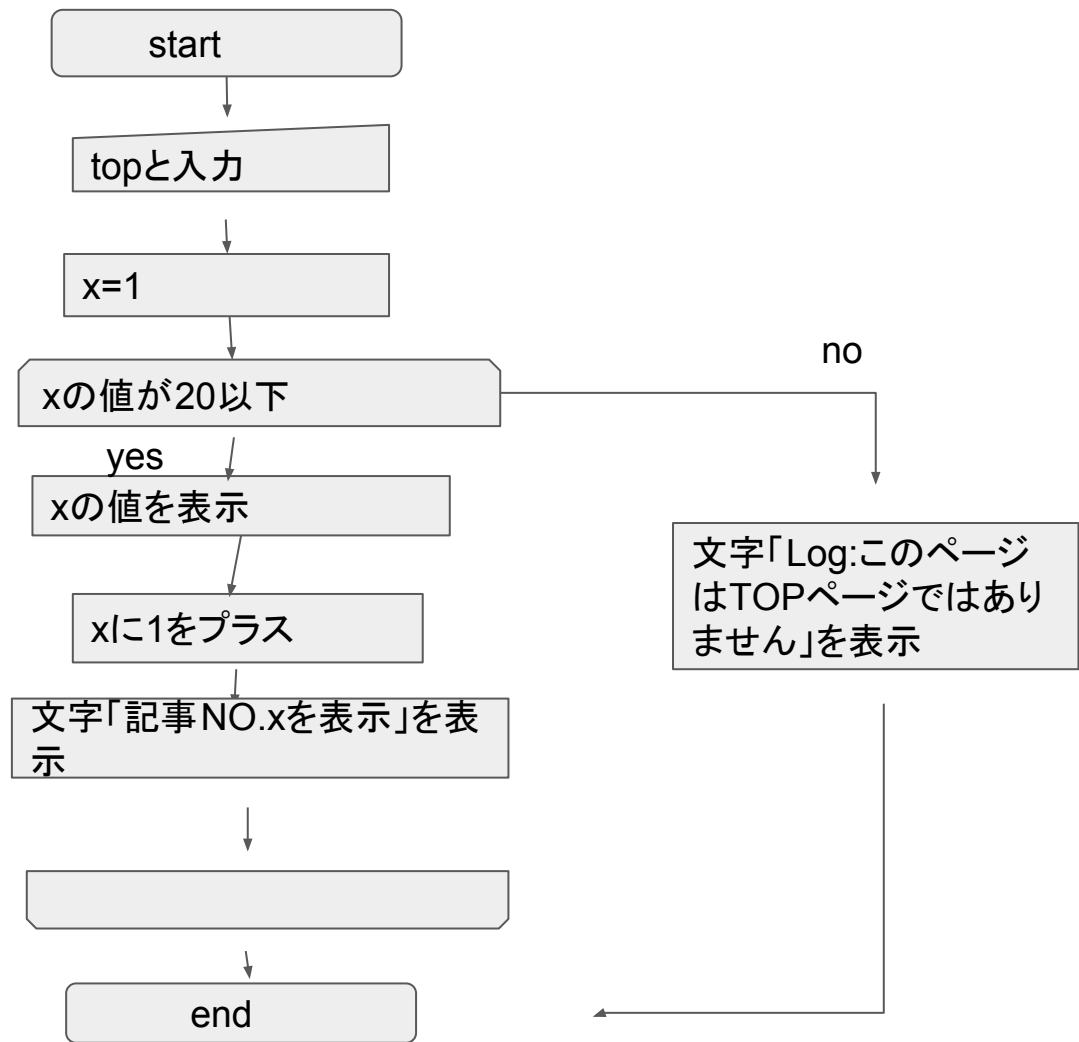 start
topと入力
x=1
xの値が20以下
no
yes
xの値を表示
文字「Log:このページ
はTOPページではあり
ません」を表示
xに1をプラス
文字「記事NO.xを表示」を表
示
end